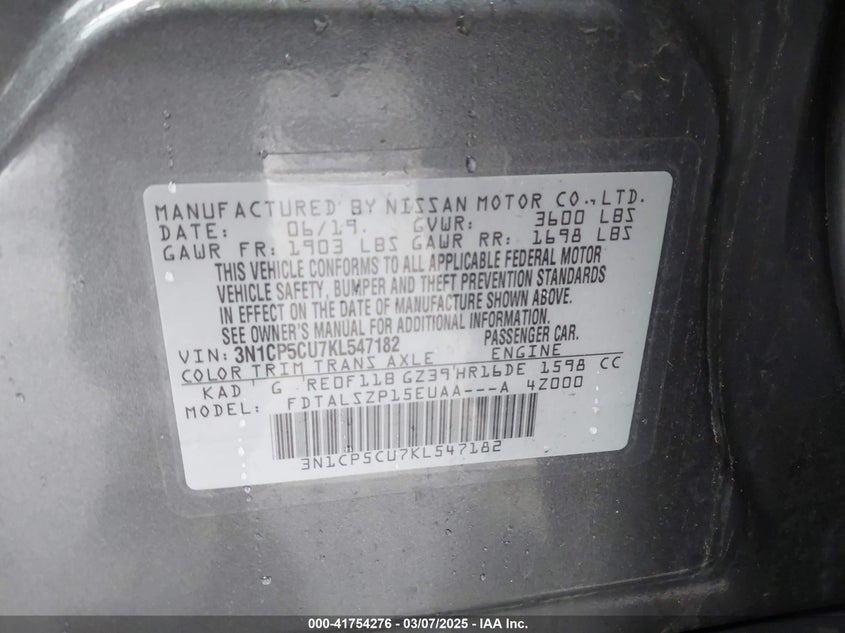 MANUFACTURED BY NISSAN MOTOR CO.,LTD.
DATE: 06/19. GVWR: 3600 LBS
GAWR FR: 1903 LBS GAWR RR: 1698 LBS
THIS VEHICLE CONFORMS TO ALL APPLICABLE FEDERAL MOTOR
VEHICLE SAFETY, BUMPER AND THEFT PREVENTION STANDARDS
IN EFFECT ON THE DATE OF MANUFACTURE SHOWN ABOVE.
SEE OWNER'S MANUAL FOR ADDITIONAL INFORMATION.
VIN: 3N1CP5CU7KL547182 PASSENGER CAR.
COLOR TRIM TRANS AXLE ENGINE
KAD G RE0F11B GZ39 HR16DE 1598 CC
MODEL: FDTALSZP15EUAA---A 4Z000
3N1CP5CU7KL547182
000-41754276 | 03/07/2025 - IAAI Inc.